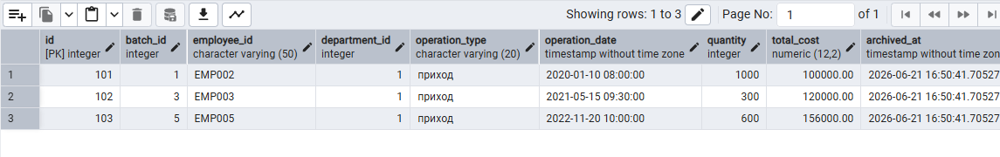 Showing rows: 1 to 3 Page No: 1 of 1
id batch_id employee_id department_id operation_type operation_date quantity total_cost archived_at
[PK] integer integer character varying (50) integer character varying (20) timestamp without time zone integer numeric (12,2) timestamp without time zon
1 101 1 EMP002 1 приход 2020-01-10 08:00:00 1000 100000.00 2026-06-21 16:50:41.70527
2 102 3 EMP003 1 приход 2021-05-15 09:30:00 300 120000.00 2026-06-21 16:50:41.70527
3 103 5 EMP005 1 приход 2022-11-20 10:00:00 600 156000.00 2026-06-21 16:50:41.70527